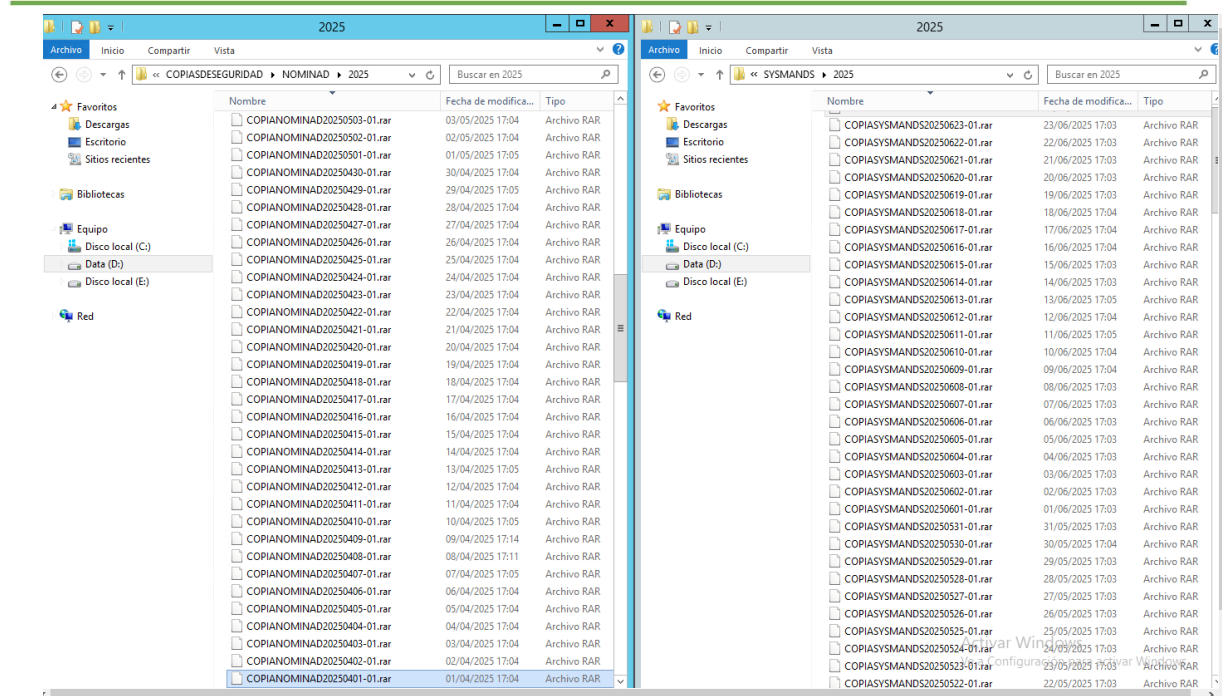 2025
Archivo Inicio Compartir Vista
« COPIASDESEGURIDAD ▸ NOMINAD ▸ 2025 Buscar en 2025
Favoritos
Descargas
Escritorio
Sitios recientes
Bibliotecas
Equipo
Disco local (C:)
Data (D:)
Disco local (E:)
Red
Nombre Fecha de modifica... Tipo
COPIANOMINAD20250503-01.rar 03/05/2025 17:04 Archivo RAR
COPIANOMINAD20250502-01.rar 02/05/2025 17:04 Archivo RAR
COPIANOMINAD20250501-01.rar 01/05/2025 17:05 Archivo RAR
COPIANOMINAD20250430-01.rar 30/04/2025 17:04 Archivo RAR
COPIANOMINAD20250429-01.rar 29/04/2025 17:05 Archivo RAR
COPIANOMINAD20250428-01.rar 28/04/2025 17:04 Archivo RAR
COPIANOMINAD20250427-01.rar 27/04/2025 17:04 Archivo RAR
COPIANOMINAD20250426-01.rar 26/04/2025 17:04 Archivo RAR
COPIANOMINAD20250425-01.rar 25/04/2025 17:04 Archivo RAR
COPIANOMINAD20250424-01.rar 24/04/2025 17:04 Archivo RAR
COPIANOMINAD20250423-01.rar 23/04/2025 17:04 Archivo RAR
COPIANOMINAD20250422-01.rar 22/04/2025 17:04 Archivo RAR
COPIANOMINAD20250421-01.rar 21/04/2025 17:04 Archivo RAR
COPIANOMINAD20250420-01.rar 20/04/2025 17:04 Archivo RAR
COPIANOMINAD20250419-01.rar 19/04/2025 17:04 Archivo RAR
COPIANOMINAD20250418-01.rar 18/04/2025 17:04 Archivo RAR
COPIANOMINAD20250417-01.rar 17/04/2025 17:04 Archivo RAR
COPIANOMINAD20250416-01.rar 16/04/2025 17:04 Archivo RAR
COPIANOMINAD20250415-01.rar 15/04/2025 17:04 Archivo RAR
COPIANOMINAD20250414-01.rar 14/04/2025 17:04 Archivo RAR
COPIANOMINAD20250413-01.rar 13/04/2025 17:05 Archivo RAR
COPIANOMINAD20250412-01.rar 12/04/2025 17:04 Archivo RAR
COPIANOMINAD20250411-01.rar 11/04/2025 17:04 Archivo RAR
COPIANOMINAD20250410-01.rar 10/04/2025 17:05 Archivo RAR
COPIANOMINAD20250409-01.rar 09/04/2025 17:14 Archivo RAR
COPIANOMINAD20250408-01.rar 08/04/2025 17:11 Archivo RAR
COPIANOMINAD20250407-01.rar 07/04/2025 17:05 Archivo RAR
COPIANOMINAD20250406-01.rar 06/04/2025 17:04 Archivo RAR
COPIANOMINAD20250405-01.rar 05/04/2025 17:04 Archivo RAR
COPIANOMINAD20250404-01.rar 04/04/2025 17:04 Archivo RAR
COPIANOMINAD20250403-01.rar 03/04/2025 17:04 Archivo RAR
COPIANOMINAD20250402-01.rar 02/04/2025 17:04 Archivo RAR
COPIANOMINAD20250401-01.rar 01/04/2025 17:04 Archivo RAR
2025
Archivo Inicio Compartir Vista
« SYSMANDS ▸ 2025 Buscar en 2025
Favoritos
Descargas
Escritorio
Sitios recientes
Bibliotecas
Equipo
Disco local (C:)
Data (D:)
Disco local (E:)
Red
Nombre Fecha de modifica... Tipo
COPIASYSMANDS20250623-01.rar 23/06/2025 17:03 Archivo RAR
COPIASYSMANDS20250622-01.rar 22/06/2025 17:03 Archivo RAR
COPIASYSMANDS20250621-01.rar 21/06/2025 17:03 Archivo RAR
COPIASYSMANDS20250620-01.rar 20/06/2025 17:03 Archivo RAR
COPIASYSMANDS20250619-01.rar 19/06/2025 17:03 Archivo RAR
COPIASYSMANDS20250618-01.rar 18/06/2025 17:04 Archivo RAR
COPIASYSMANDS20250617-01.rar 17/06/2025 17:04 Archivo RAR
COPIASYSMANDS20250616-01.rar 16/06/2025 17:04 Archivo RAR
COPIASYSMANDS20250615-01.rar 15/06/2025 17:03 Archivo RAR
COPIASYSMANDS20250614-01.rar 14/06/2025 17:03 Archivo RAR
COPIASYSMANDS20250613-01.rar 13/06/2025 17:05 Archivo RAR
COPIASYSMANDS20250612-01.rar 12/06/2025 17:04 Archivo RAR
COPIASYSMANDS20250611-01.rar 11/06/2025 17:05 Archivo RAR
COPIASYSMANDS20250610-01.rar 10/06/2025 17:04 Archivo RAR
COPIASYSMANDS20250609-01.rar 09/06/2025 17:04 Archivo RAR
COPIASYSMANDS20250608-01.rar 08/06/2025 17:03 Archivo RAR
COPIASYSMANDS20250607-01.rar 07/06/2025 17:03 Archivo RAR
COPIASYSMANDS20250606-01.rar 06/06/2025 17:03 Archivo RAR
COPIASYSMANDS20250605-01.rar 05/06/2025 17:03 Archivo RAR
COPIASYSMANDS20250604-01.rar 04/06/2025 17:03 Archivo RAR
COPIASYSMANDS20250603-01.rar 03/06/2025 17:03 Archivo RAR
COPIASYSMANDS20250602-01.rar 02/06/2025 17:03 Archivo RAR
COPIASYSMANDS20250601-01.rar 01/06/2025 17:03 Archivo RAR
COPIASYSMANDS20250531-01.rar 31/05/2025 17:03 Archivo RAR
COPIASYSMANDS20250530-01.rar 30/05/2025 17:04 Archivo RAR
COPIASYSMANDS20250529-01.rar 29/05/2025 17:03 Archivo RAR
COPIASYSMANDS20250528-01.rar 28/05/2025 17:03 Archivo RAR
COPIASYSMANDS20250527-01.rar 27/05/2025 17:03 Archivo RAR
COPIASYSMANDS20250526-01.rar 26/05/2025 17:03 Archivo RAR
COPIASYSMANDS20250525-01.rar 25/05/2025 17:03 Archivo RAR
COPIASYSMANDS20250524-01.rar 24/05/2025 17:03 Archivo RAR
COPIASYSMANDS20250523-01.rar 23/05/2025 17:03 Archivo RAR
COPIASYSMANDS20250522-01.rar 22/05/2025 17:03 Archivo RAR
Activar Windows
Ve a Configuración para activar Windows.